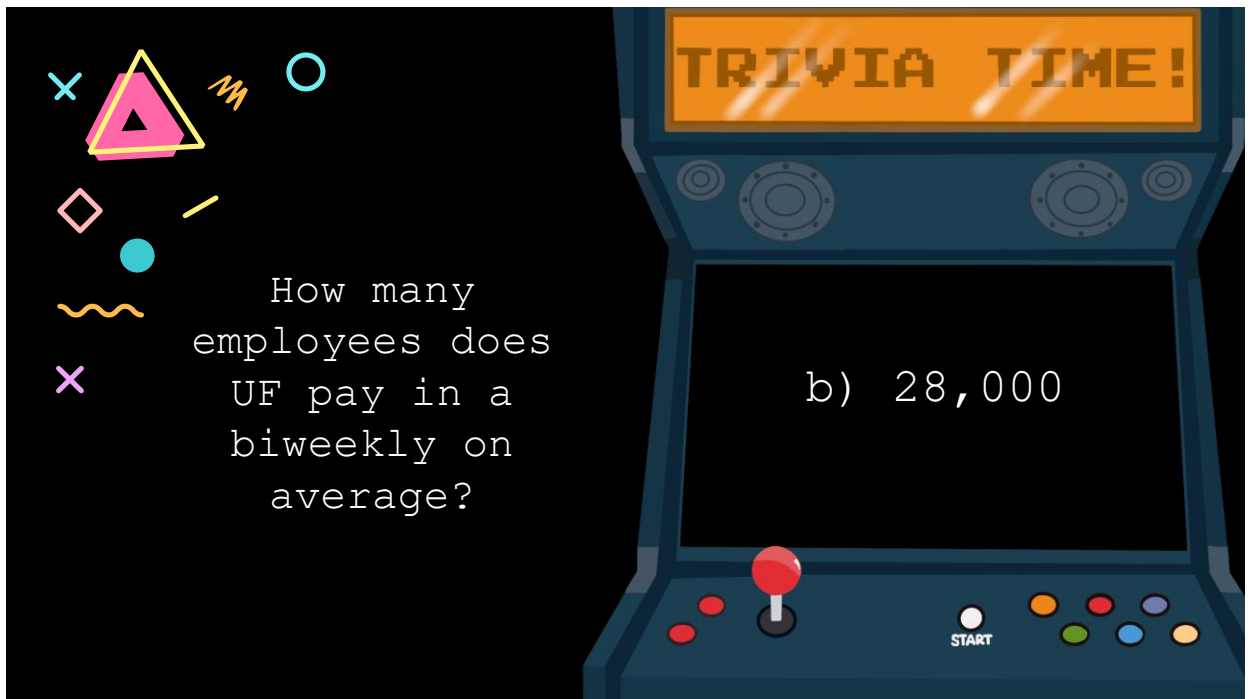 TRIVIA TIME!
How many
employees does
UF pay in a
biweekly on
average?
b) 28,000
START